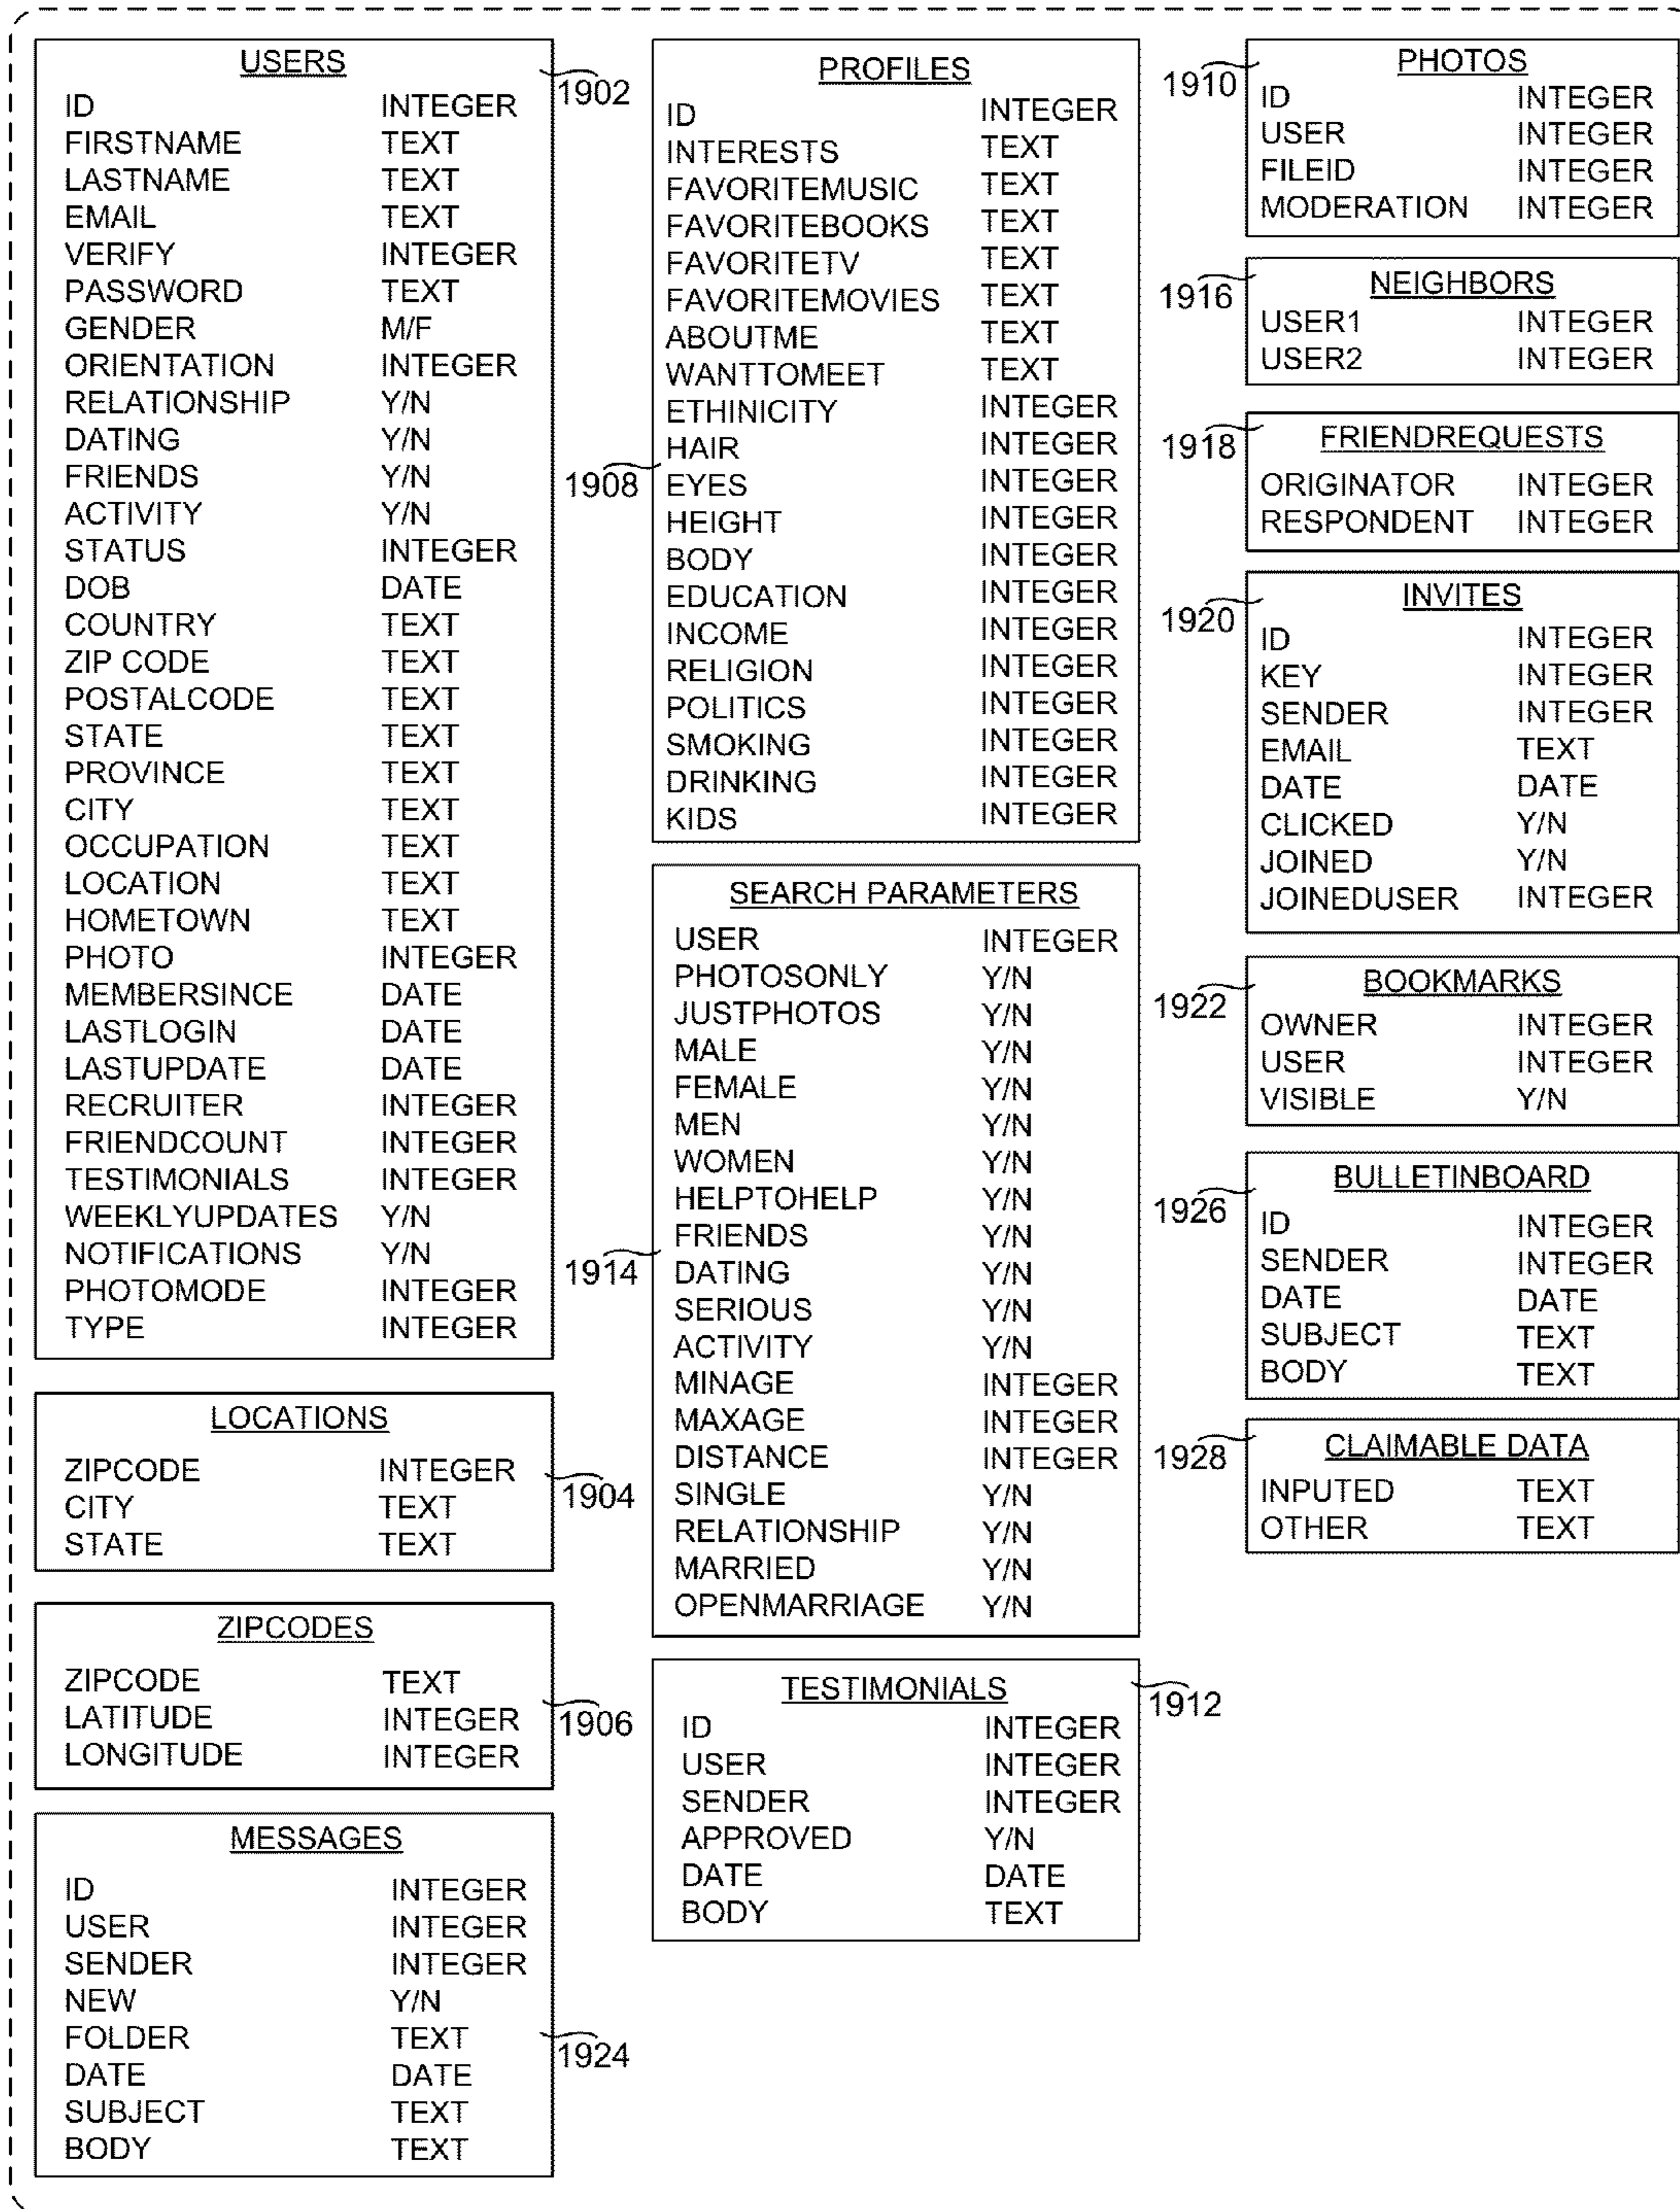 USERS
1902
ID INTEGER
FIRSTNAME TEXT
LASTNAME TEXT
EMAIL TEXT
VERIFY INTEGER
PASSWORD TEXT
GENDER M/F
ORIENTATION INTEGER
RELATIONSHIP Y/N
DATING Y/N
FRIENDS Y/N
ACTIVITY Y/N
STATUS INTEGER
DOB DATE
COUNTRY TEXT
ZIP CODE TEXT
POSTALCODE TEXT
STATE TEXT
PROVINCE TEXT
CITY TEXT
OCCUPATION TEXT
LOCATION TEXT
HOMETOWN TEXT
PHOTO INTEGER
MEMBERSINCE DATE
LASTLOGIN DATE
LASTUPDATE DATE
RECRUITER INTEGER
FRIENDCOUNT INTEGER
TESTIMONIALS INTEGER
WEEKLYUPDATES Y/N
NOTIFICATIONS Y/N
PHOTOMODE INTEGER
TYPE INTEGER
LOCATIONS
ZIPCODE INTEGER
1904
CITY TEXT
STATE TEXT
ZIPCODES
ZIPCODE TEXT
LATITUDE INTEGER
1906
LONGITUDE INTEGER
MESSAGES
ID INTEGER
USER INTEGER
SENDER INTEGER
NEW Y/N
FOLDER TEXT
1924
DATE DATE
SUBJECT TEXT
BODY TEXT
PROFILES
ID INTEGER
INTERESTS TEXT
FAVORITEMUSIC TEXT
FAVORITEBOOKS TEXT
FAVORITETV TEXT
FAVORITEMOVIES TEXT
ABOUTME TEXT
WANTTOMEET TEXT
ETHINICITY INTEGER
HAIR INTEGER
1908
EYES INTEGER
HEIGHT INTEGER
BODY INTEGER
EDUCATION INTEGER
INCOME INTEGER
RELIGION INTEGER
POLITICS INTEGER
SMOKING INTEGER
DRINKING INTEGER
KIDS INTEGER
SEARCH PARAMETERS
USER INTEGER
PHOTOSONLY Y/N
JUSTPHOTOS Y/N
MALE Y/N
FEMALE Y/N
MEN Y/N
WOMEN Y/N
HELPTOHELP Y/N
FRIENDS Y/N
1914
DATING Y/N
SERIOUS Y/N
ACTIVITY Y/N
MINAGE INTEGER
MAXAGE INTEGER
DISTANCE INTEGER
SINGLE Y/N
RELATIONSHIP Y/N
MARRIED Y/N
OPENMARRIAGE Y/N
TESTIMONIALS
1912
ID INTEGER
USER INTEGER
SENDER INTEGER
APPROVED Y/N
DATE DATE
BODY TEXT
PHOTOS
1910
ID INTEGER
USER INTEGER
FILEID INTEGER
MODERATION INTEGER
NEIGHBORS
1916
USER1 INTEGER
USER2 INTEGER
FRIENDREQUESTS
1918
ORIGINATOR INTEGER
RESPONDENT INTEGER
INVITES
1920
ID INTEGER
KEY INTEGER
SENDER INTEGER
EMAIL TEXT
DATE DATE
CLICKED Y/N
JOINED Y/N
JOINEDUSER INTEGER
BOOKMARKS
1922
OWNER INTEGER
USER INTEGER
VISIBLE Y/N
BULLETINBOARD
1926
ID INTEGER
SENDER INTEGER
DATE DATE
SUBJECT TEXT
BODY TEXT
CLAIMABLE DATA
1928
INPUTED TEXT
OTHER TEXT